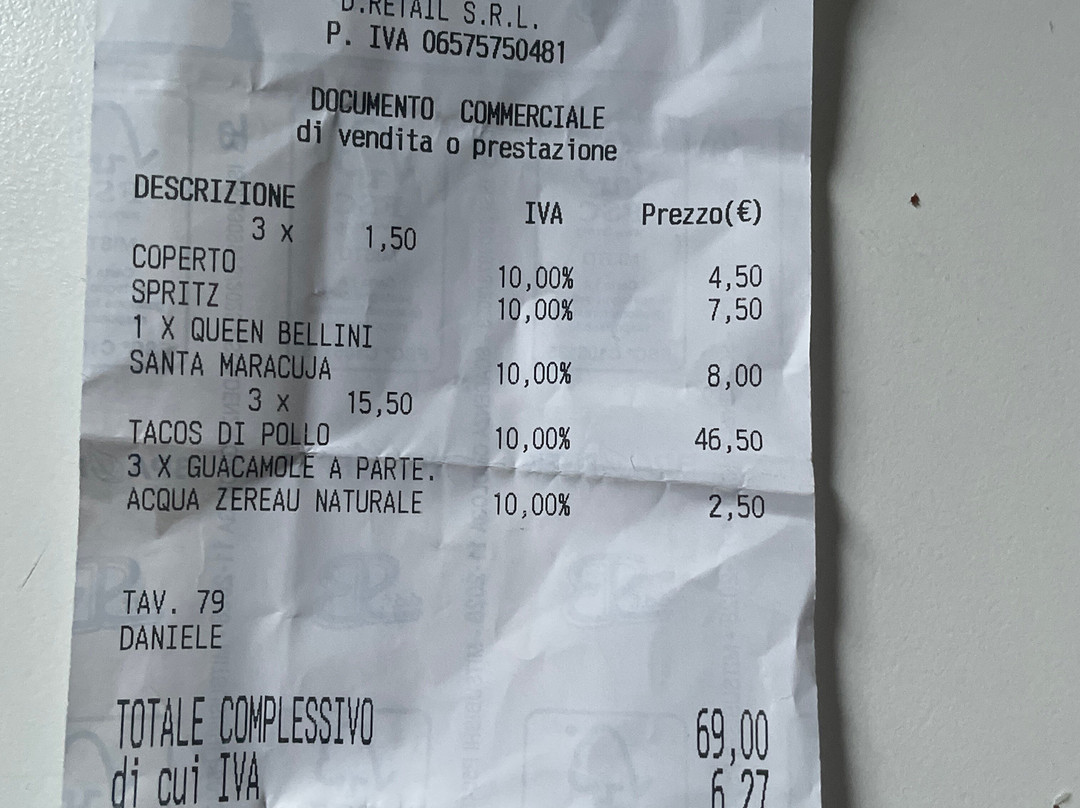 D.RETAIL S.R.L.
P. IVA 06575750481
DOCUMENTO COMMERCIALE
di vendita o prestazione
DESCRIZIONE IVA Prezzo(€)
3 x 1,50
COPERTO 10,00% 4,50
SPRITZ 10,00% 7,50
1 X QUEEN BELLINI
SANTA MARACUJA 10,00% 8,00
3 x 15,50
TACOS DI POLLO 10,00% 46,50
3 X GUACAMOLE A PARTE.
ACQUA ZEREAU NATURALE 10,00% 2,50
TAV. 79
DANIELE
TOTALE COMPLESSIVO 69,00
di cui IVA 6,27